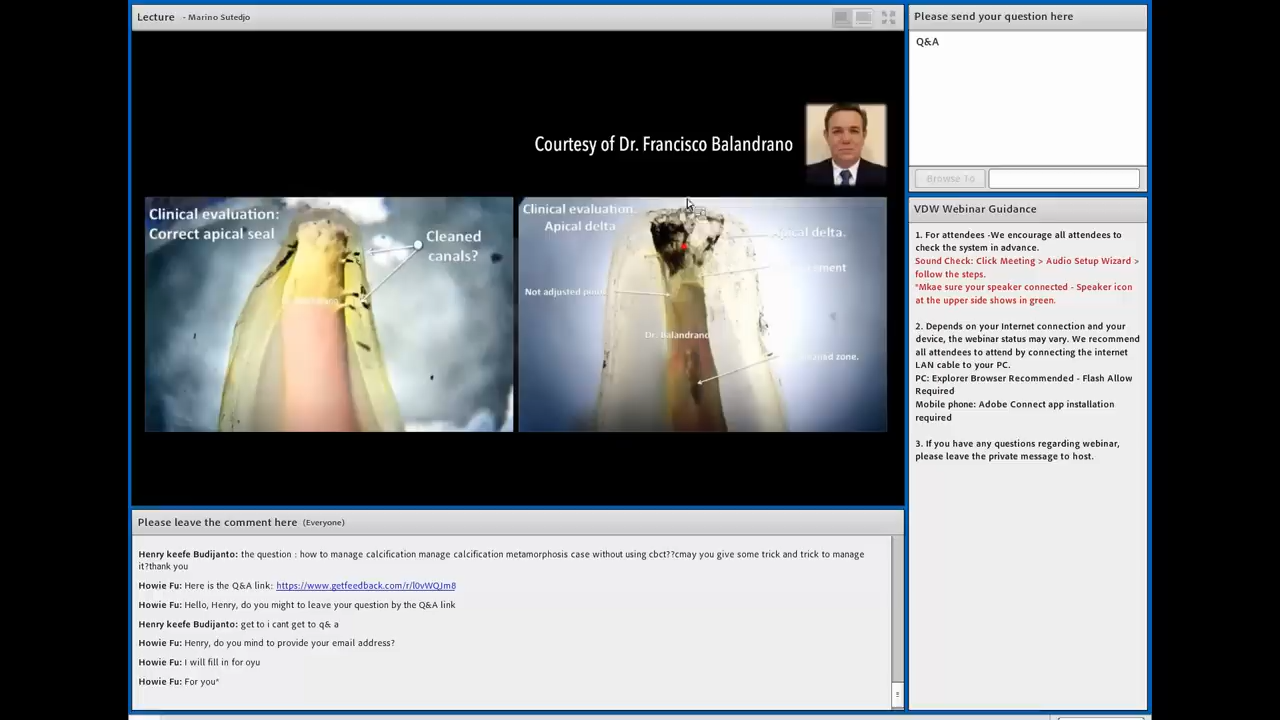 Lecture - Marino Sutedjo
Courtesy of Dr. Francisco Balandrano
Clinical evaluation:
Correct apical seal
Cleaned
canals?
Clinical evaluation:
Apical delta
delta.
Not adjusted
Dr. Balandrano
zone.
Please leave the comment here (Everyone)
Henry keefe Budijanto: the question : how to manage calcification manage calcification metamorphosis case without using cbct??cmay you give some trick and trick to manage
it?thank you
Howie Fu: Here is the Q&A link: https://www.getfeedback.com/r/l0vWQJm8
Howie Fu: Hello, Henry, do you might to leave your question by the Q&A link
Henry keefe Budijanto: get to i cant get to q& a
Howie Fu: Henry, do you mind to provide your email address?
Howie Fu: I will fill in for oyu
Howie Fu: For you*
Please send your question here
Q&A
Browse To
VDW Webinar Guidance
1. For attendees -We encourage all attendees to
check the system in advance.
Sound Check: Click Meeting > Audio Setup Wizard >
follow the steps.
*Mkae sure your speaker connected - Speaker icon
at the upper side shows in green.
2. Depends on your Internet connection and your
device, the webinar status may vary. We recommend
all attendees to attend by connecting the internet
LAN cable to your PC.
PC: Explorer Browser Recommended - Flash Allow
Required
Mobile phone: Adobe Connect app installation
required
3. If you have any questions regarding webinar,
please leave the private message to host.